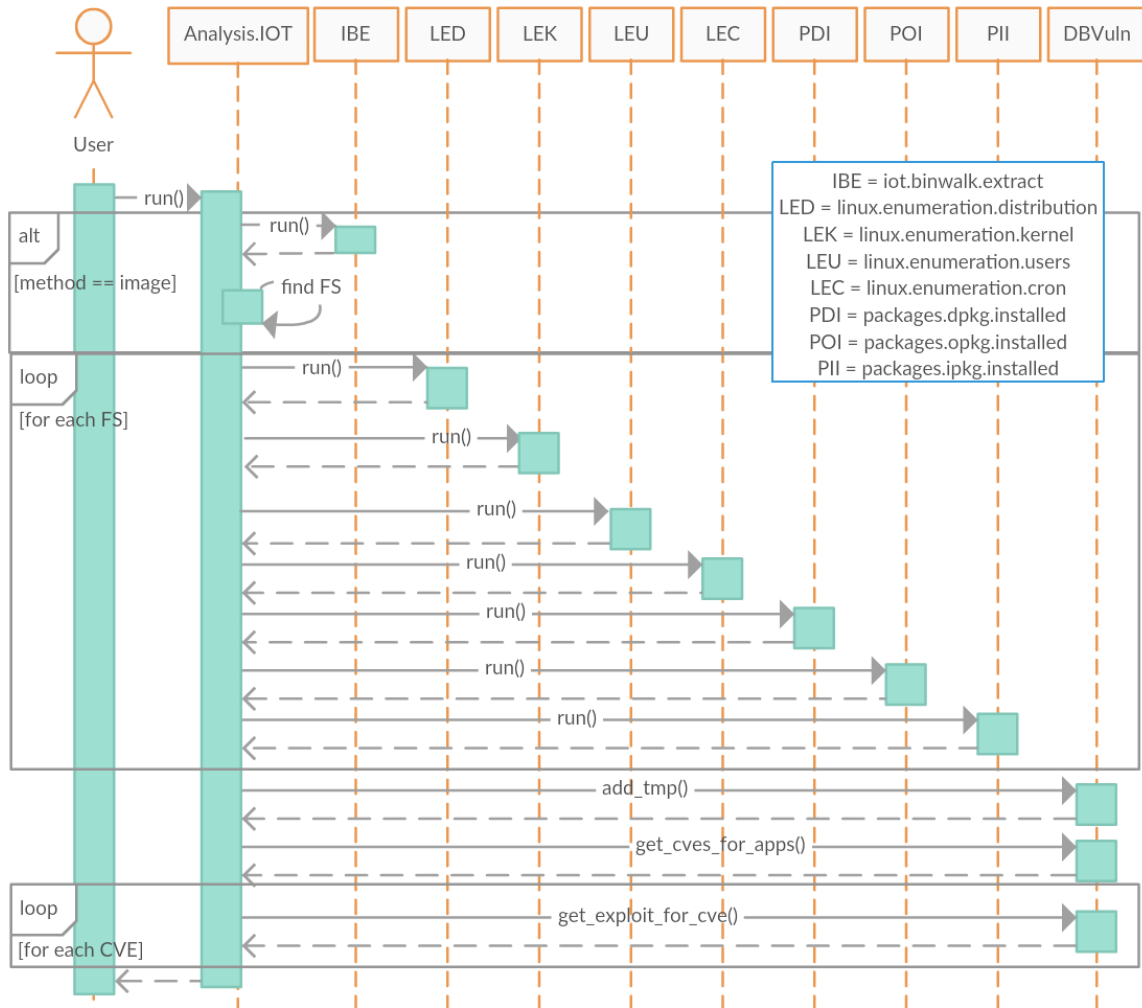 Analysis.IOT
IBE
LED
LEK
LEU
LEC
PDI
POI
PII
DBVuln
User
IBE = iot.binwalk.extract
LED = linux.enumeration.distribution
LEK = linux.enumeration.kernel
LEU = linux.enumeration.users
LEC = linux.enumeration.cron
PDI = packages.dpkg.installed
POI = packages.opkg.installed
PII = packages.ipkg.installed
run()
run()
alt
[method == image]
find FS
loop
run()
[for each FS]
run()
run()
run()
run()
run()
run()
add_tmp()
get_cves_for_apps()
loop
get_exploit_for_cve()
[for each CVE]